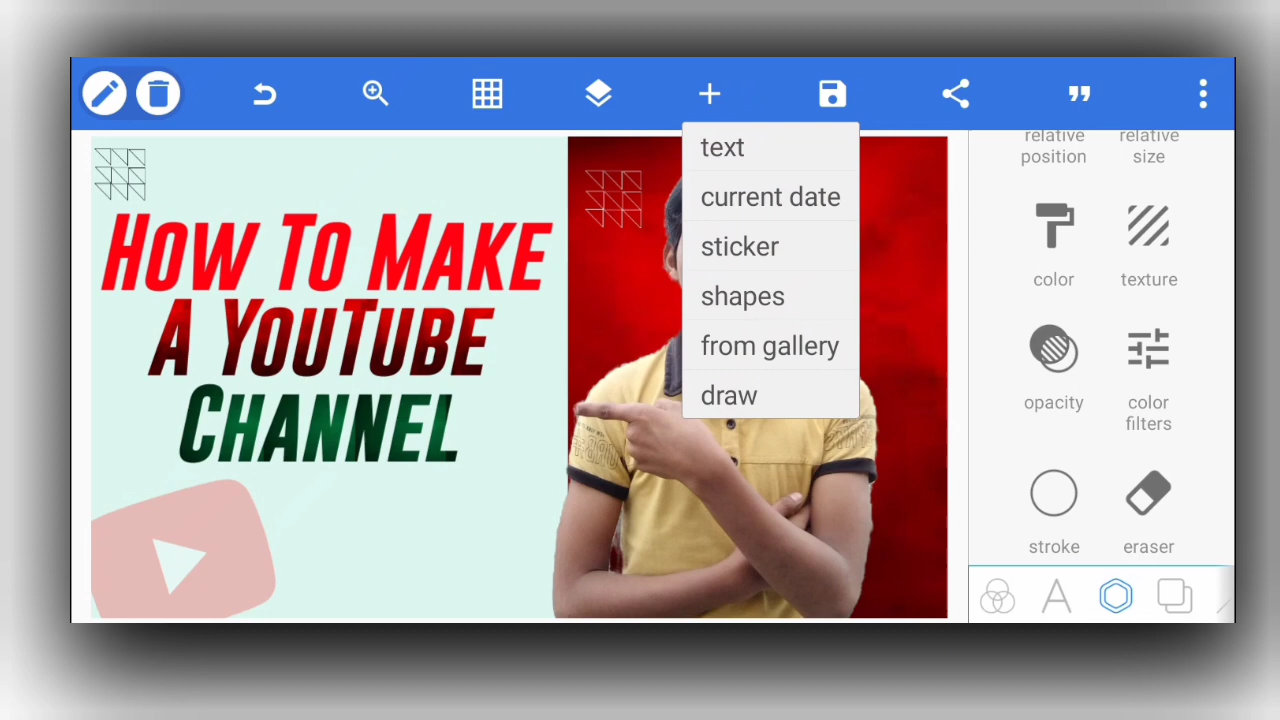 text
current date
sticker
shapes
from gallery
draw
How To Make
A YouTube
Channel
relative position
relative size
color
texture
opacity
color filters
stroke
eraser